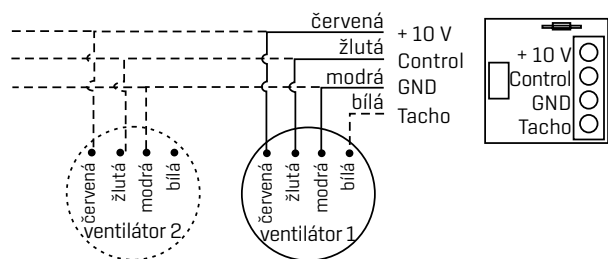 červená + 10 V
žlutá Control
modrá GND
bílá Tacho
+ 10 V
Control
GND
Tacho
červená
žlutá
modrá
bílá
ventilátor 2
červená
žlutá
modrá
bílá
ventilátor 1